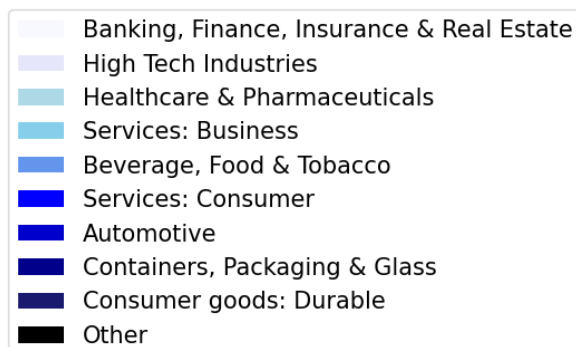 Banking, Finance, Insurance & Real Estate
High Tech Industries
Healthcare & Pharmaceuticals
Services: Business
Beverage, Food & Tobacco
Services: Consumer
Automotive
Containers, Packaging & Glass
Consumer goods: Durable
Other